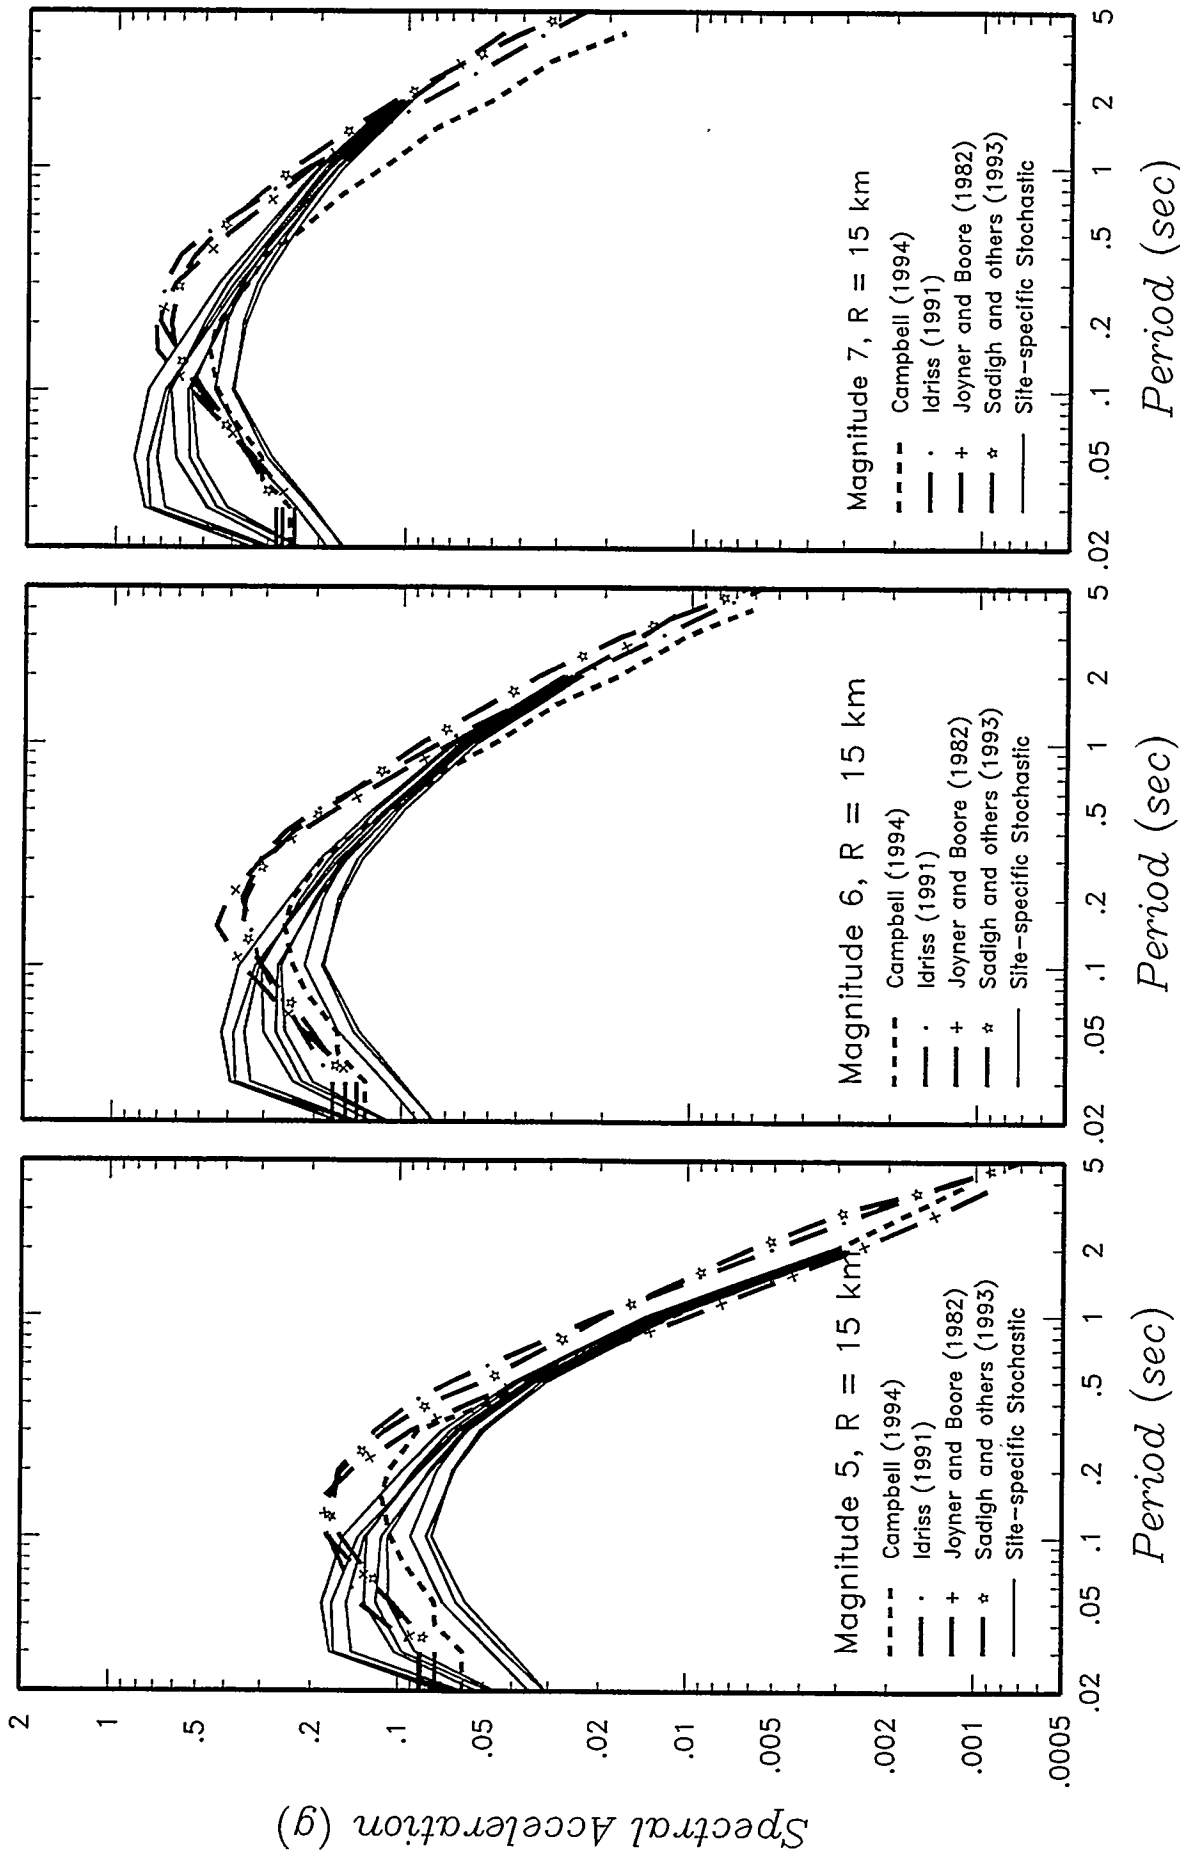 Spectral Acceleration (g)
2
1
.5
.2
.1
.05
.02
.01
.005
.002
.001
.0005
Magnitude 5, R = 15 km
Campbell (1994)
Idriss (1991)
Joyner and Boore (1982)
Sadigh and others (1993)
Site-specific Stochastic
.02 .05 .1 .2 .5 1 2 5
Period (sec)
Magnitude 6, R = 15 km
Campbell (1994)
Idriss (1991)
Joyner and Boore (1982)
Sadigh and others (1993)
Site-specific Stochastic
.02 .05 .1 .2 .5 1 2 5
Period (sec)
Magnitude 7, R = 15 km
Campbell (1994)
Idriss (1991)
Joyner and Boore (1982)
Sadigh and others (1993)
Site-specific Stochastic
.02 .05 .1 .2 .5 1 2 5
Period (sec)